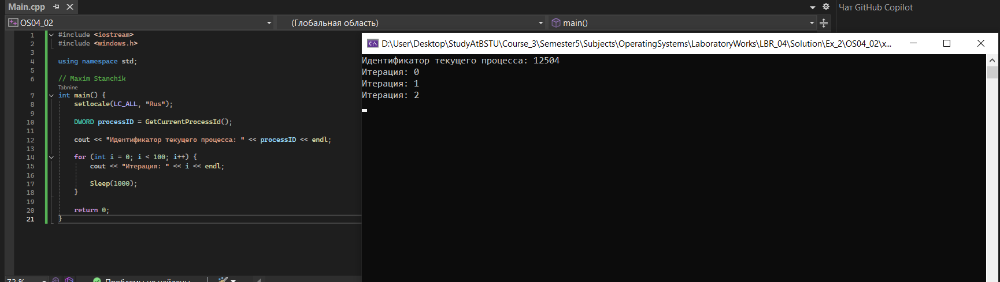 Main.cpp
Чат GitHub Copilot
OS04_02
(Глобальная область)
main()
1 #include <iostream>
2 #include <windows.h>
3
4 using namespace std;
5
6 // Maxim Stanchik
Tabnine
7 int main() {
8 setlocale(LC_ALL, "Rus");
9
10 DWORD processID = GetCurrentProcessId();
11
12 cout << "Идентификатор текущего процесса: " << processID << endl;
13
14 for (int i = 0; i < 100; i++) {
15 cout << "Итерация: " << i << endl;
16
17 Sleep(1000);
18 }
19
20 return 0;
21 }
D:\User\Desktop\StudyAtBSTU\Course_3\Semester5\Subjects\OperatingSystems\LaboratoryWorks\LBR_04\Solution\Ex_2\OS04_02\x...
Идентификатор текущего процесса: 12504
Итерация: 0
Итерация: 1
Итерация: 2
72 %
Проблемы не найдены